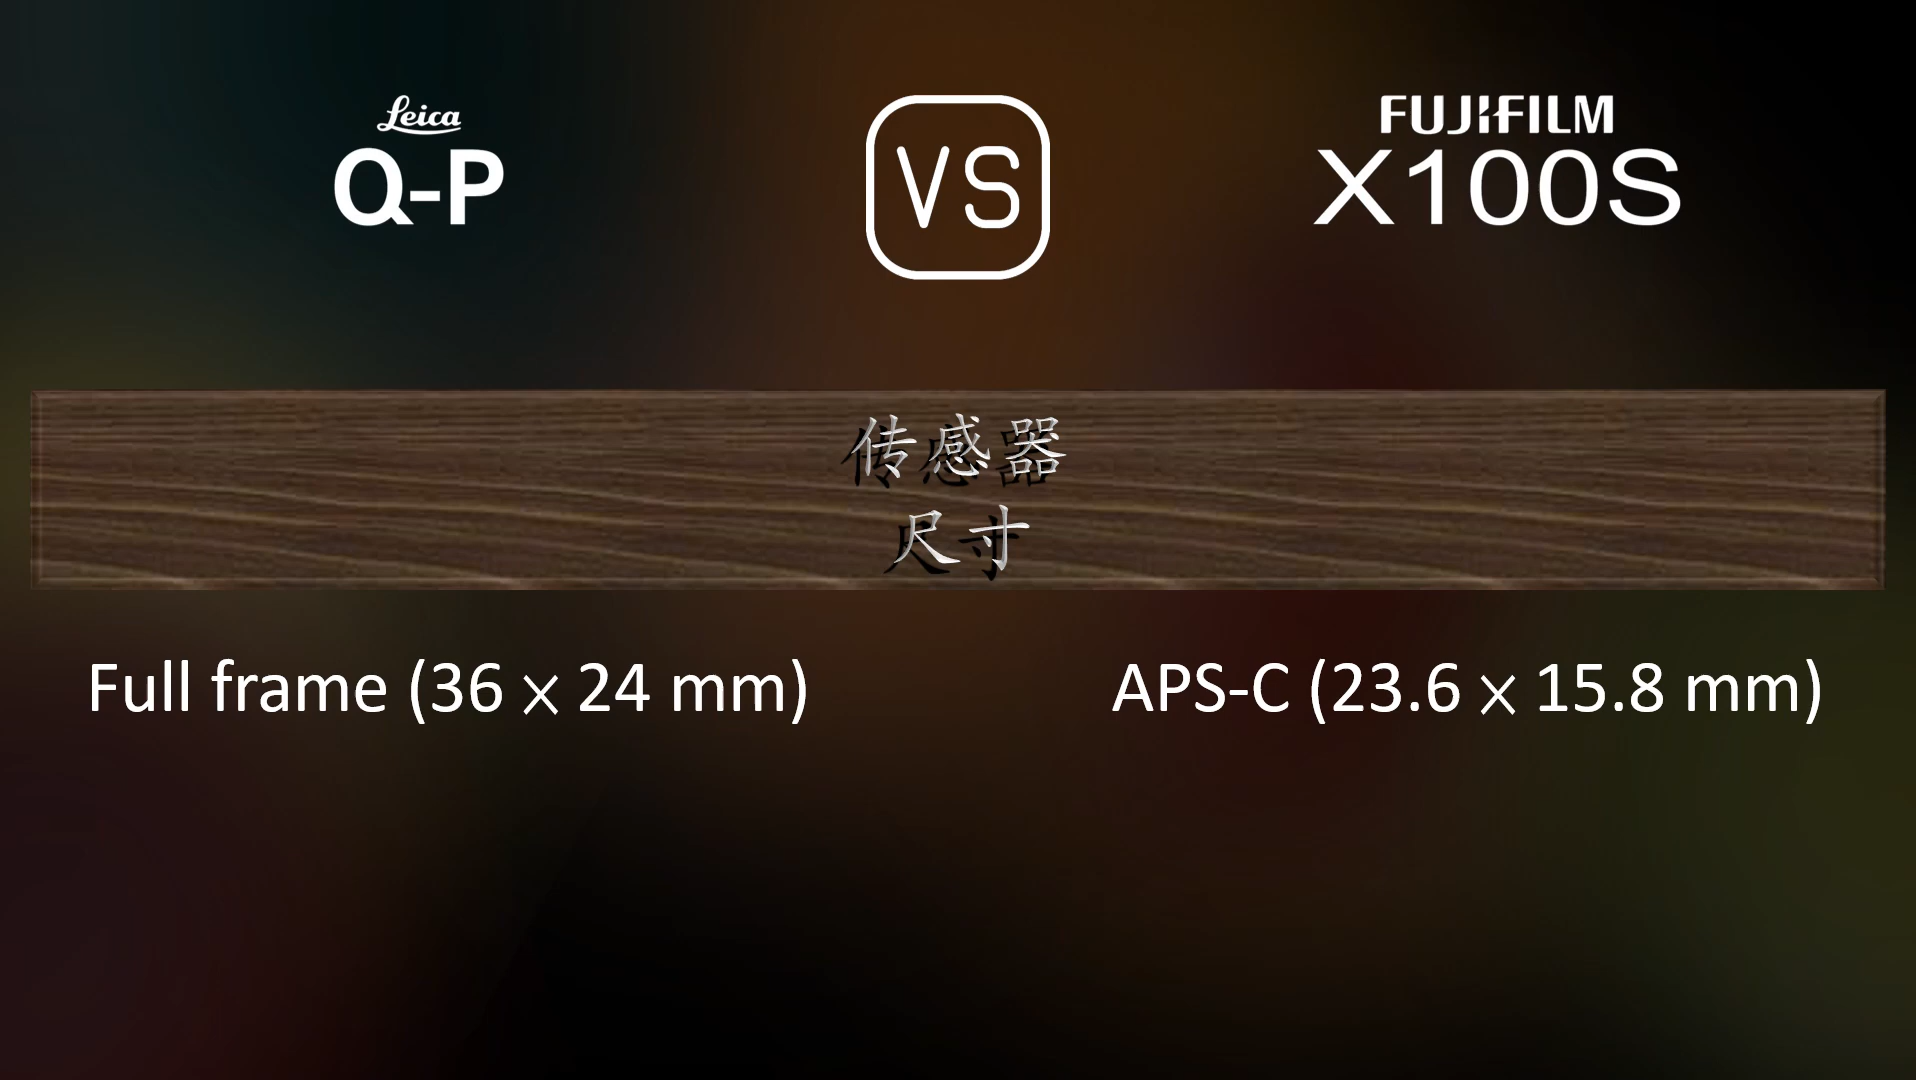 Leica
Q-P
VS
FUJIFILM
X100S
传感器
尺寸
Full frame (36 x 24 mm)
APS-C (23.6 x 15.8 mm)